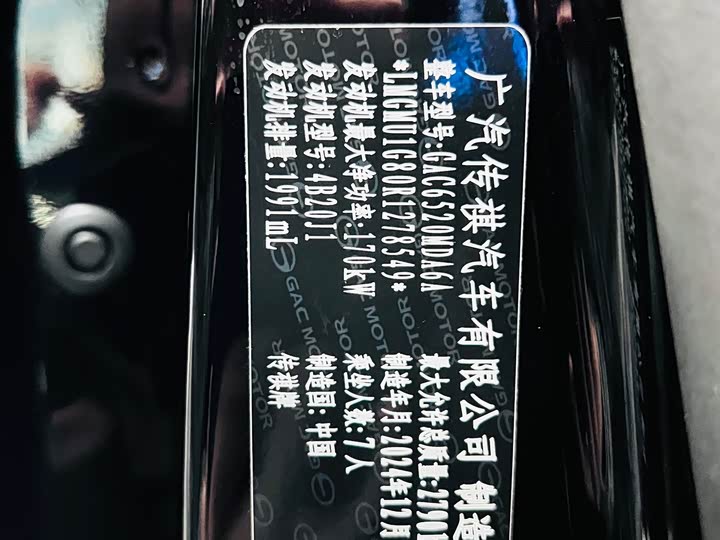 广汽传祺汽车有限公司 制造
整车型号:GAC6520MDA6A 最大允许总质量:2700
*LMGMU1G80R1278549* 制造年月:2024年12月
发动机最大净功率:170kW 乘坐人数:7人
发动机型号:4B20J1 制造国:中国
发动机排量:1991mL 传祺牌
GAC MOTOR